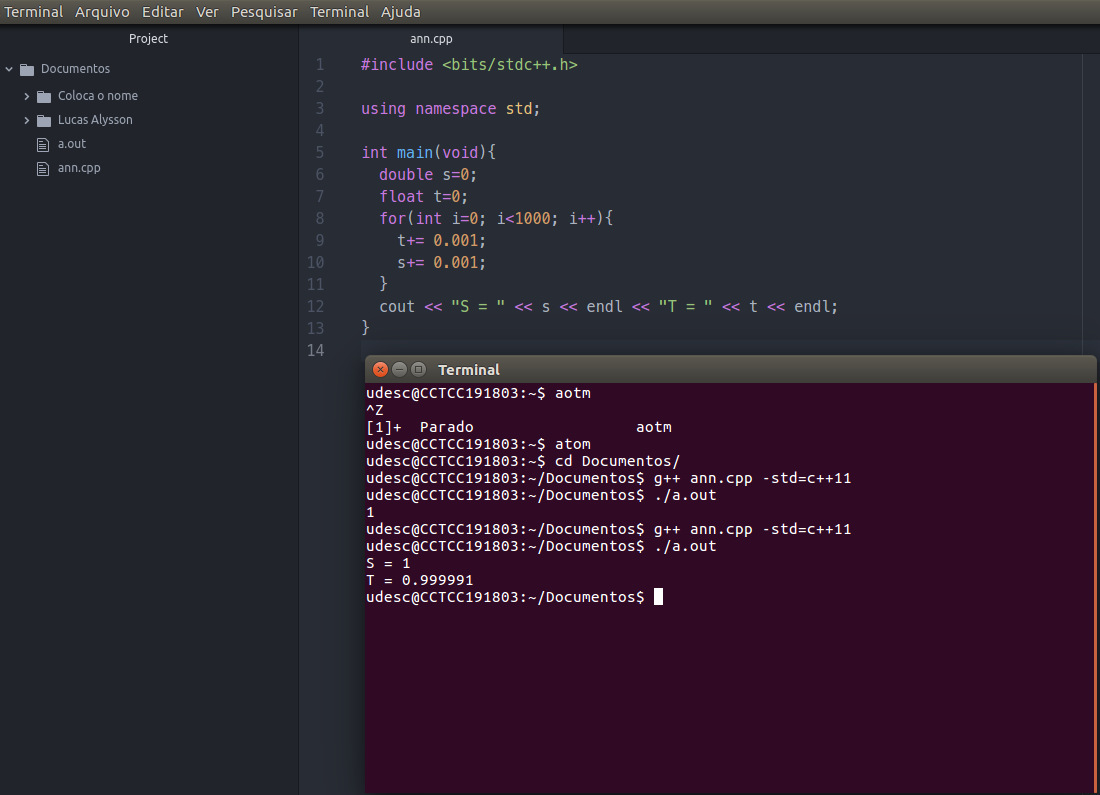 Terminal Arquivo Editar Ver Pesquisar Terminal Ajuda
Project
Documentos
Coloca o nome
Lucas Alysson
a.out
ann.cpp
ann.cpp
1 #include <bits/stdc++.h>
2
3 using namespace std;
4
5 int main(void){
6 double s=0;
7 float t=0;
8 for(int i=0; i<1000; i++){
9 t+= 0.001;
10 s+= 0.001;
11 }
12 cout << "S = " << s << endl << "T = " << t << endl;
13 }
14
Terminal
udesc@CCTCC191803:~$ aotm
^Z
[1]+  Parado                  aotm
udesc@CCTCC191803:~$ atom
udesc@CCTCC191803:~$ cd Documentos/
udesc@CCTCC191803:~/Documentos$ g++ ann.cpp -std=c++11
udesc@CCTCC191803:~/Documentos$ ./a.out
1
udesc@CCTCC191803:~/Documentos$ g++ ann.cpp -std=c++11
udesc@CCTCC191803:~/Documentos$ ./a.out
S = 1
T = 0.999991
udesc@CCTCC191803:~/Documentos$